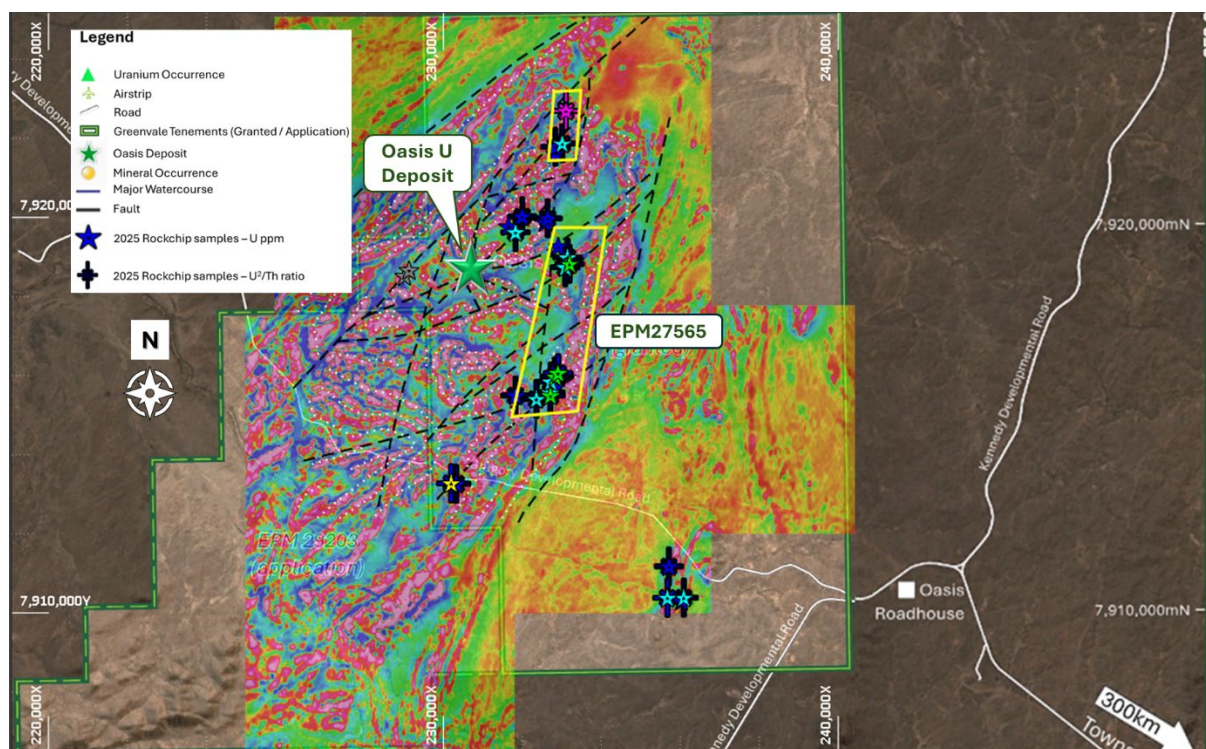 220,000X
230,000X
240,000X
Legend
Uranium Occurrence
Airstrip
Road
Greenvale Tenements (Granted / Application)
Oasis Deposit
Mineral Occurrence
Major Watercourse
Fault
2025 Rockchip samples – U ppm
2025 Rockchip samples – U²/Th ratio
Oasis U
Deposit
7,920,000mN
EPM27565
N
Kennedy Developmental Road
Developmental Road
EPM 29203
(application)
7,910,000Y
7,910,000mN
Oasis
Roadhouse
Kennedy Developmental Road
220,000X
230,000X
240,000X
300km